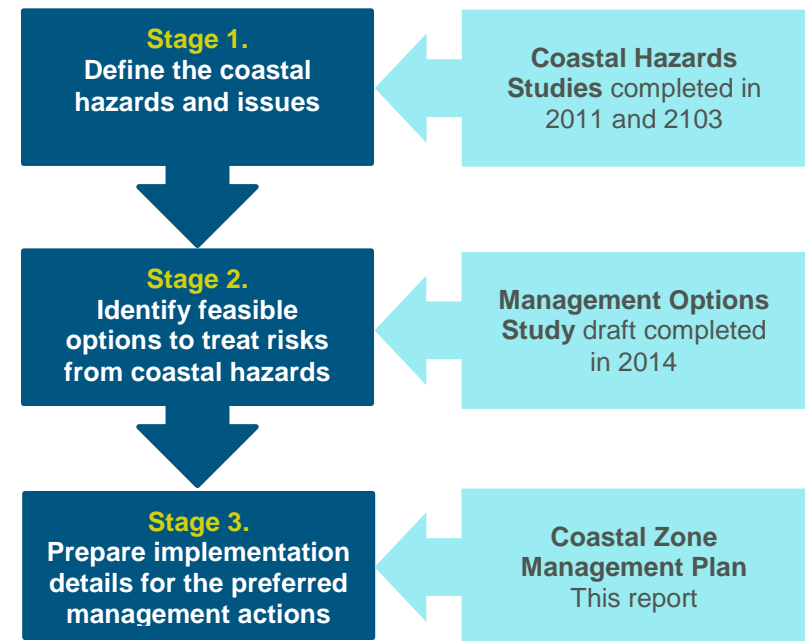 Stage 1.
Define the coastal
hazards and issues
Coastal Hazards
Studies completed in
2011 and 2103
Stage 2.
Identify feasible
options to treat risks
from coastal hazards
Management Options
Study draft completed
in 2014
Stage 3.
Prepare implementation
details for the preferred
management actions
Coastal Zone
Management Plan
This report